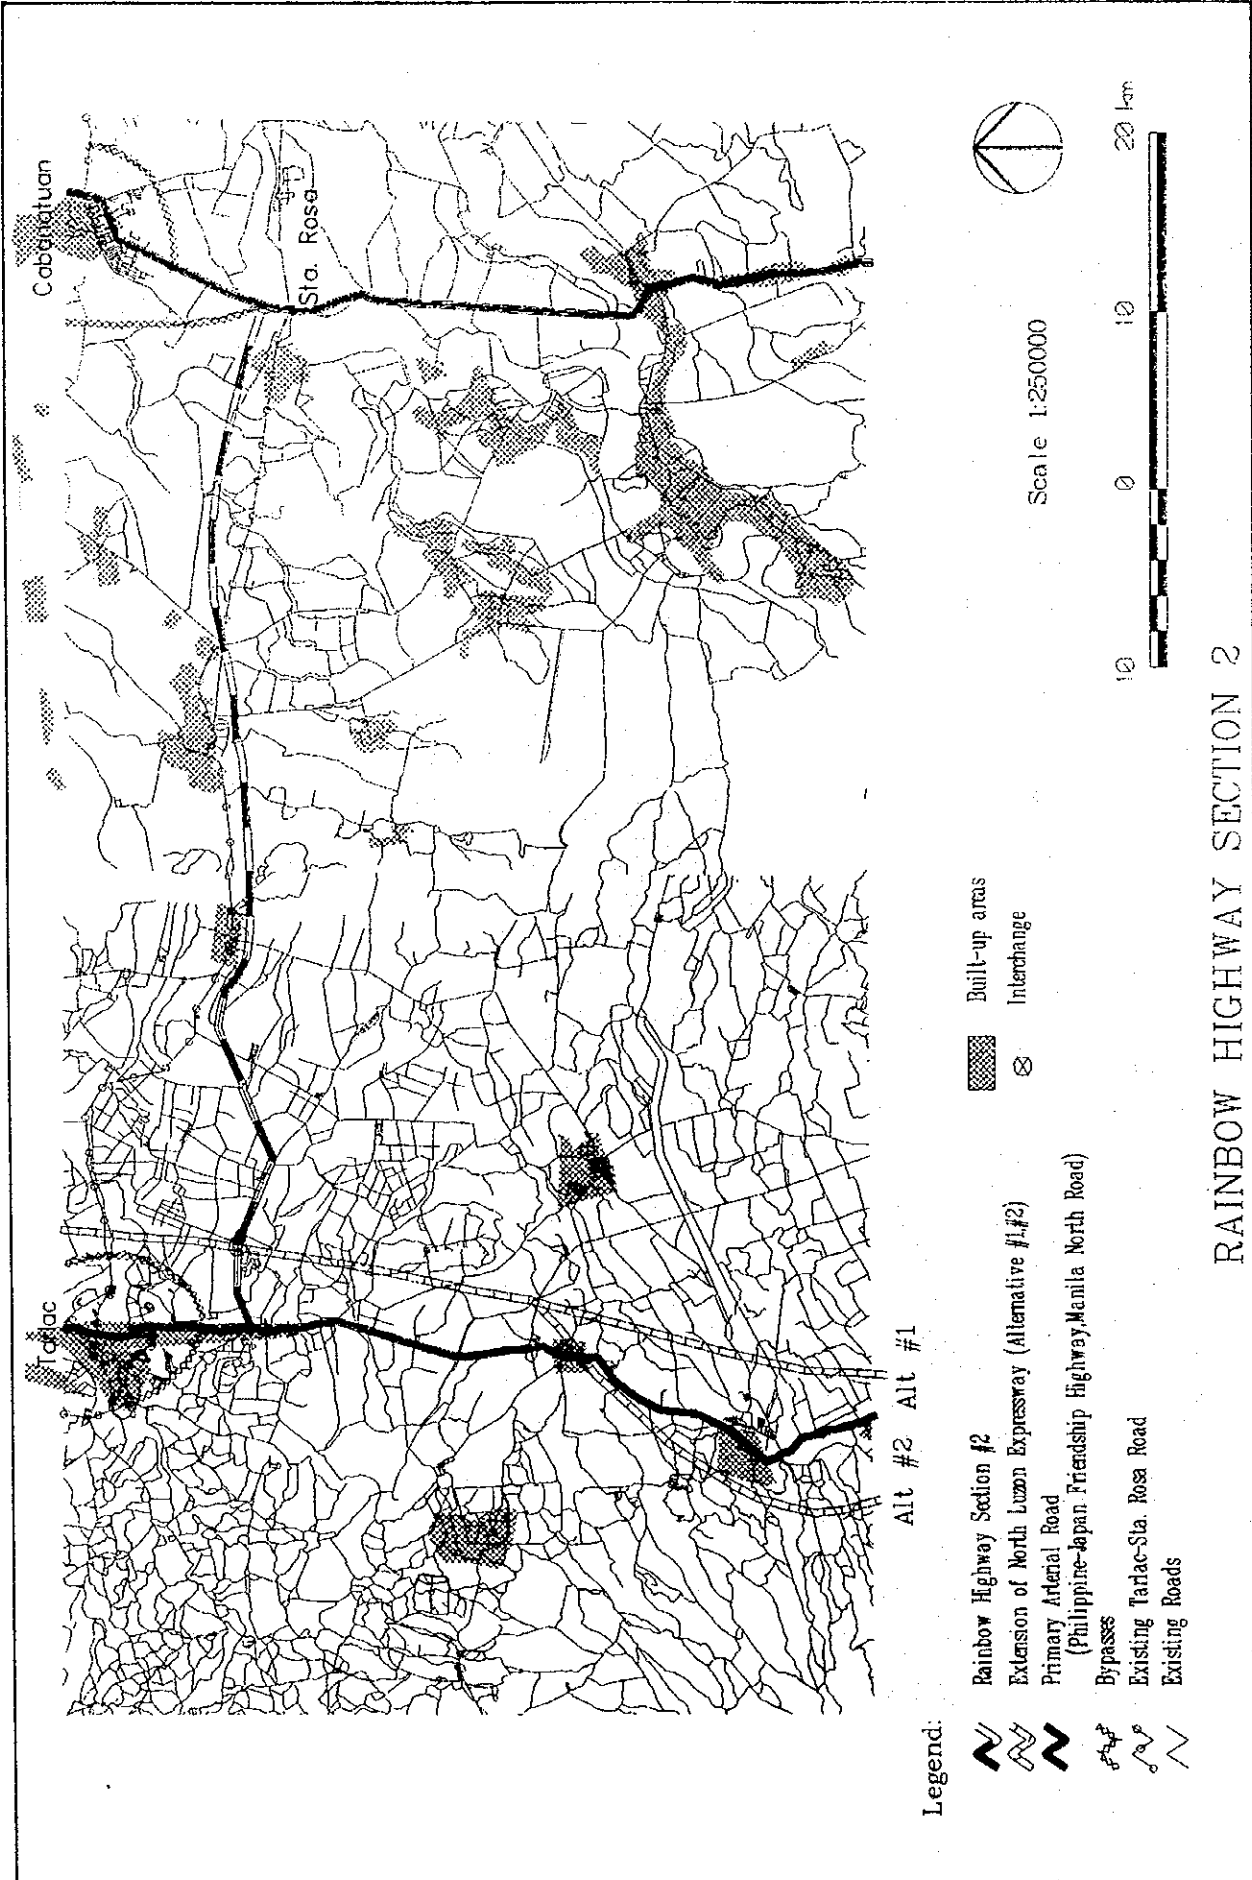 Tarlac
Cabanatuan
Sta. Rosa
Alt #2
Alt #1
Legend:
Rainbow Highway Section #2
Extension of North Luzon Expressway (Alternative #1,#2)
Primary Arterial Road
(Philippine-Japan Friendship Highway,Manila North Road)
Bypasses
Existing Tarlac-Sta. Rosa Road
Existing Roads
Built-up areas
Interchange
Scale 1:250000
10 0 10 20 km
RAINBOW HIGHWAY SECTION 2